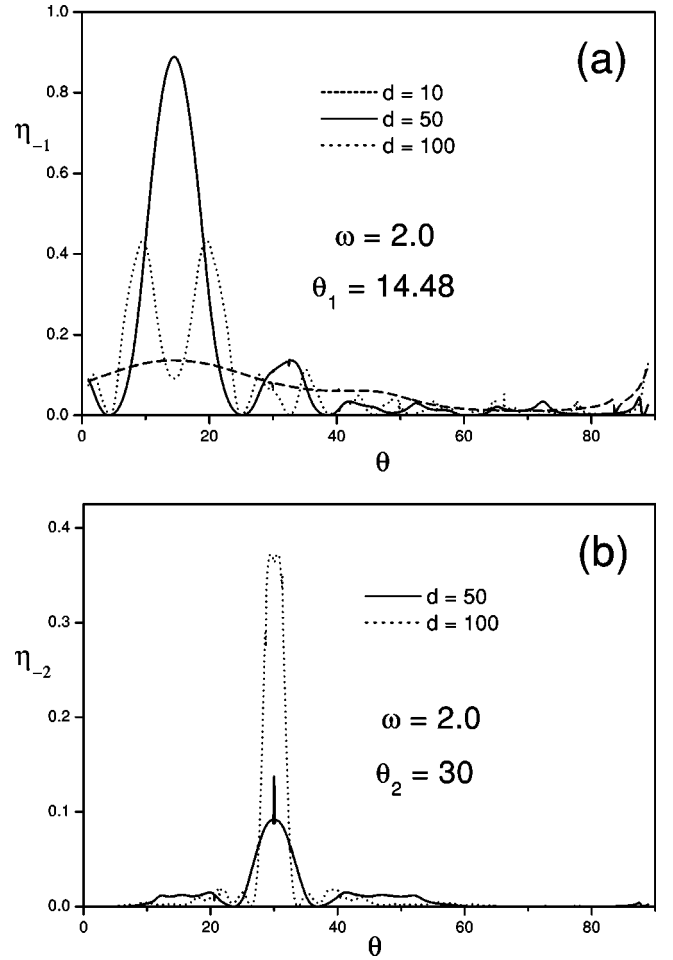 1.0
(a)
0.8
d = 10
d = 50
η₋₁
d = 100
0.6
ω = 2.0
0.4
θ₁ = 14.48
0.2
0.0
0 20 40 60 80
θ
0.4
(b)
d = 50
0.3
d = 100
η₋₂
ω = 2.0
0.2
θ₂ = 30
0.1
0.0
0 20 40 60 80
θ